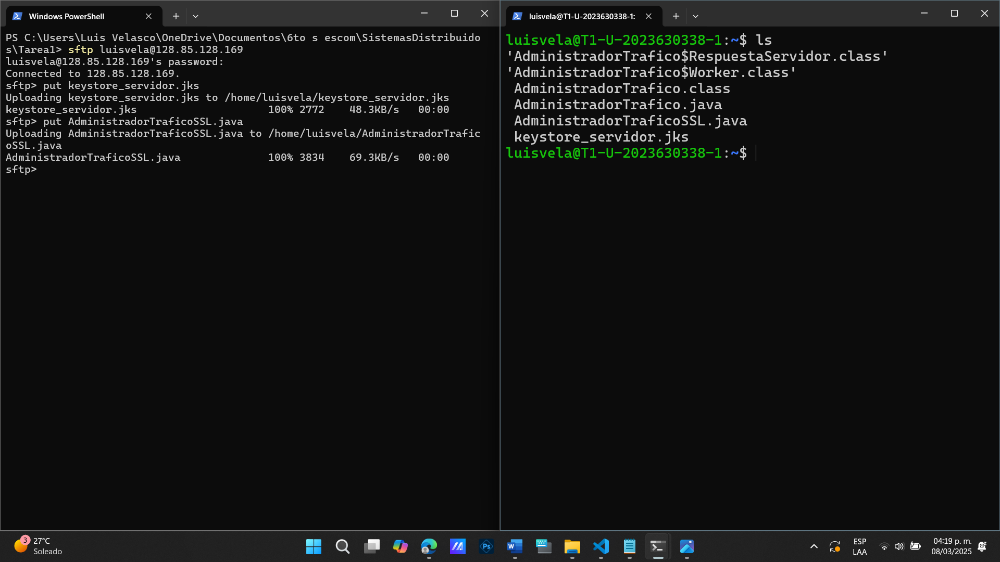 Windows PowerShell
PS C:\Users\Luis Velasco\OneDrive\Documentos\6to s escom\SistemasDistribuido
s\Tarea1> sftp luisvela@128.85.128.169
luisvela@128.85.128.169's password:
Connected to 128.85.128.169.
sftp> put keystore_servidor.jks
Uploading keystore_servidor.jks to /home/luisvela/keystore_servidor.jks
keystore_servidor.jks 100% 2772 48.3KB/s 00:00
sftp> put AdministradorTraficoSSL.java
Uploading AdministradorTraficoSSL.java to /home/luisvela/AdministradorTrafic
oSSL.java
AdministradorTraficoSSL.java 100% 3834 69.3KB/s 00:00
sftp>
luisvela@T1-U-2023630338-1:
luisvela@T1-U-2023630338-1:~$ ls
'AdministradorTrafico$RespuestaServidor.class'
'AdministradorTrafico$Worker.class'
AdministradorTrafico.class
AdministradorTrafico.java
AdministradorTraficoSSL.java
keystore_servidor.jks
luisvela@T1-U-2023630338-1:~$
3
27°C
Soleado
Ps
W
ESP
LAA
04:19 p. m.
08/03/2025